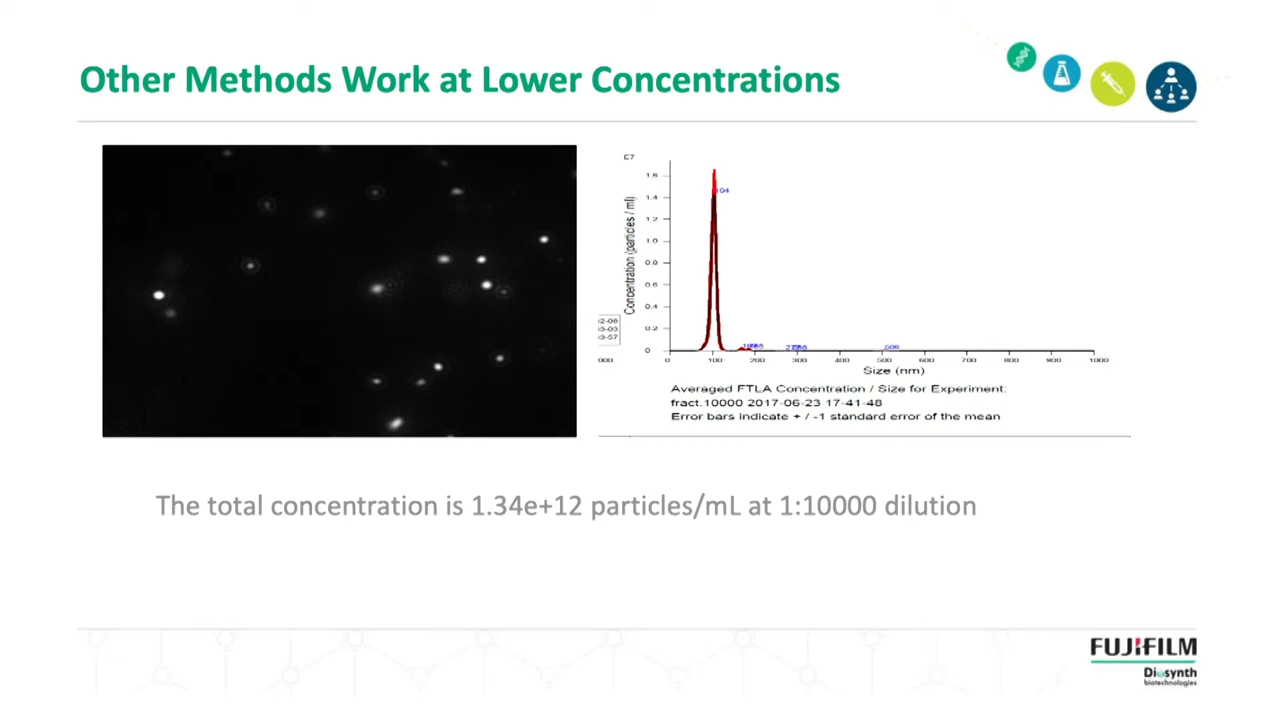 Other Methods Work at Lower Concentrations
E7
1.6
1.4
1.2
1.0
0.8
0.6
0.4
0.2
0
Concentration (particles / ml)
104
506
0
100
200
300
400
500
600
700
800
900
1000
Size (nm)
Averaged FTLA Concentration / Size for Experiment:
fract.10000 2017-06-23 17-41-48
Error bars indicate + / -1 standard error of the mean
The total concentration is 1.34e+12 particles/mL at 1:10000 dilution
FUJIFILM
Diosynth
biotechnologies